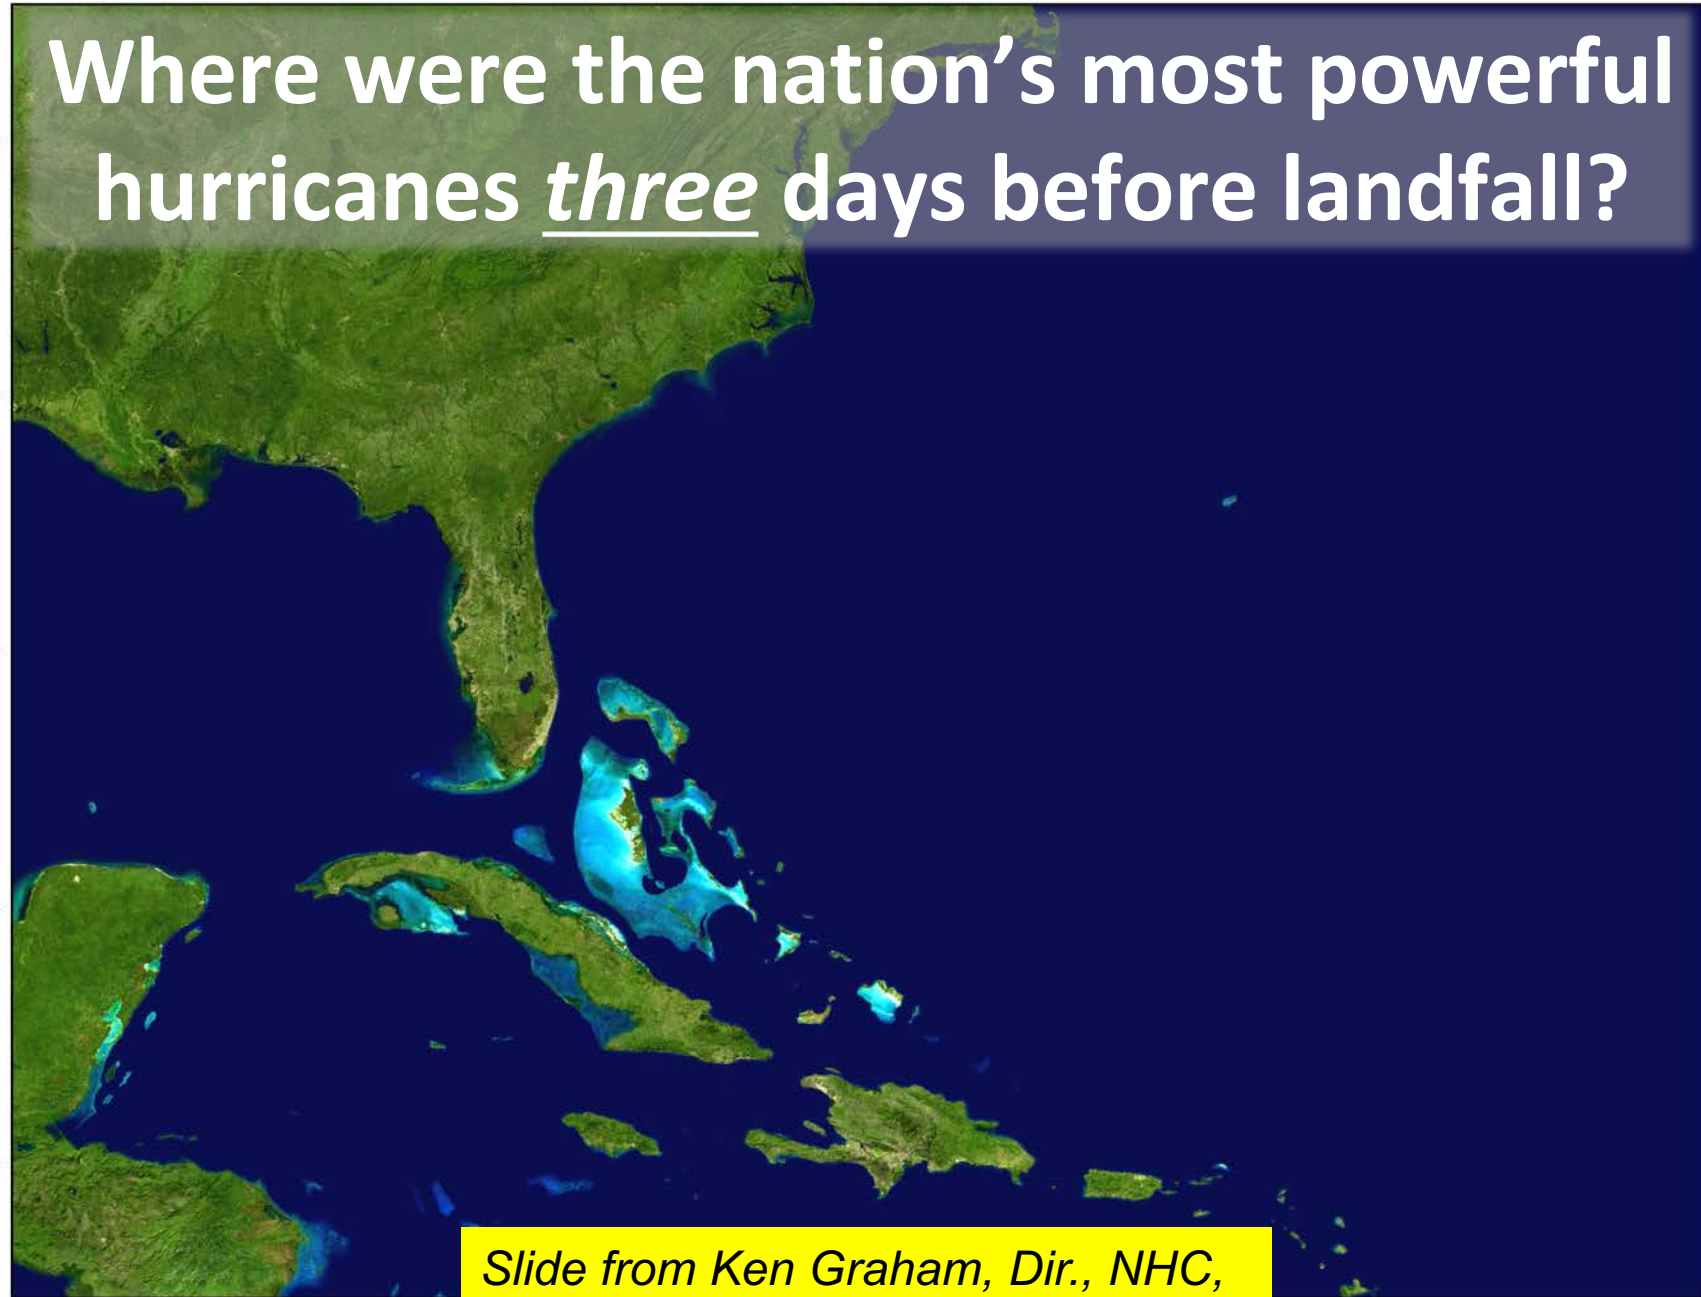 Where were the nation’s most powerful
hurricanes three days before landfall?
Slide from Ken Graham, Dir., NHC,